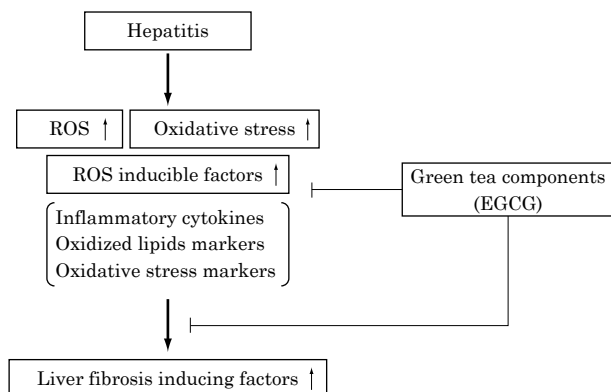 Hepatitis
ROS ↑
Oxidative stress ↑
ROS inducible factors ↑
Green tea components
(EGCG)
Inflammatory cytokines
Oxidized lipids markers
Oxidative stress markers
Liver fibrosis inducing factors ↑